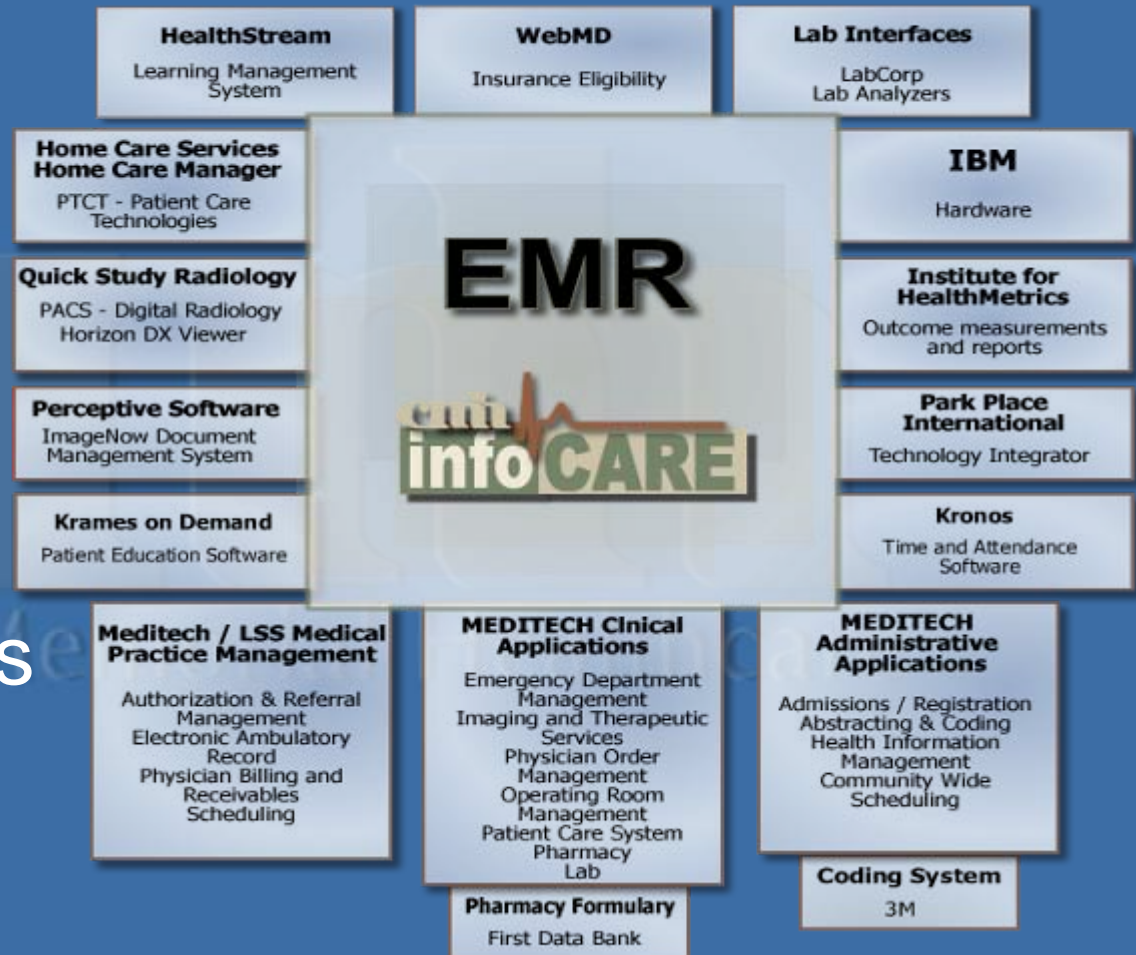 HealthStream
Learning Management
System
WebMD
Insurance Eligibility
Lab Interfaces
LabCorp
Lab Analyzers
Home Care Services
Home Care Manager
PTCT - Patient Care
Technologies
IBM
Hardware
Quick Study Radiology
PACS - Digital Radiology
Horizon DX Viewer
Institute for
HealthMetrics
Outcome measurements
and reports
EMR
cmh
infoCARE
Perceptive Software
ImageNow Document
Management System
Park Place
International
Technology Integrator
Krames on Demand
Patient Education Software
Kronos
Time and Attendance
Software
s
Meditech / LSS Medical
Practice Management
Authorization & Referral
Management
Electronic Ambulatory
Record
Physician Billing and
Receivables
Scheduling
MEDITECH Clnical
Applications
Emergency Department
Management
Imaging and Therapeutic
Services
Physician Order
Management
Operating Room
Management
Patient Care System
Pharmacy
Lab
MEDITECH
Administrative
Applications
Admissions / Registration
Abstracting & Coding
Health Information
Management
Community Wide
Scheduling
Pharmacy Formulary
First Data Bank
Coding System
3M